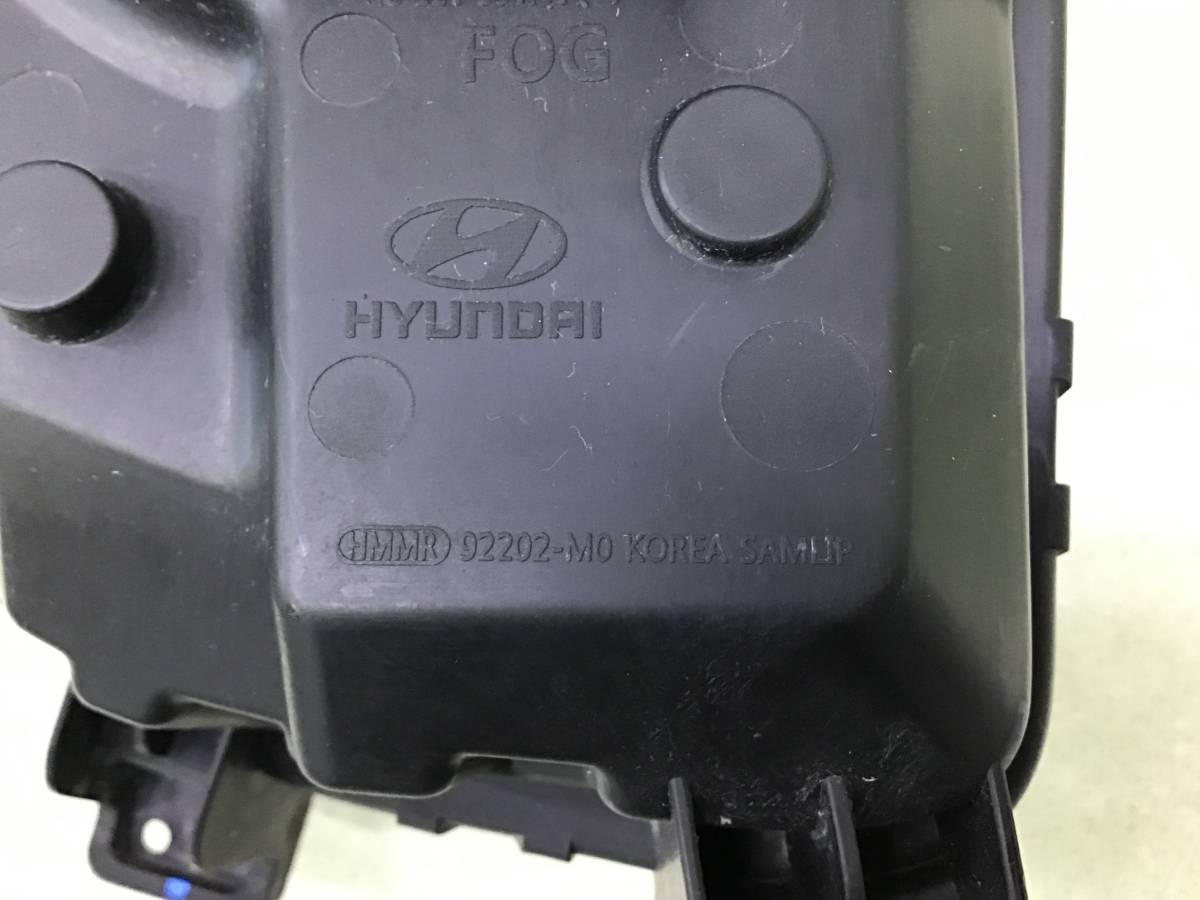 FOG
HYUNDAI
HMMR 92202-M0 KOREA SAMLIP